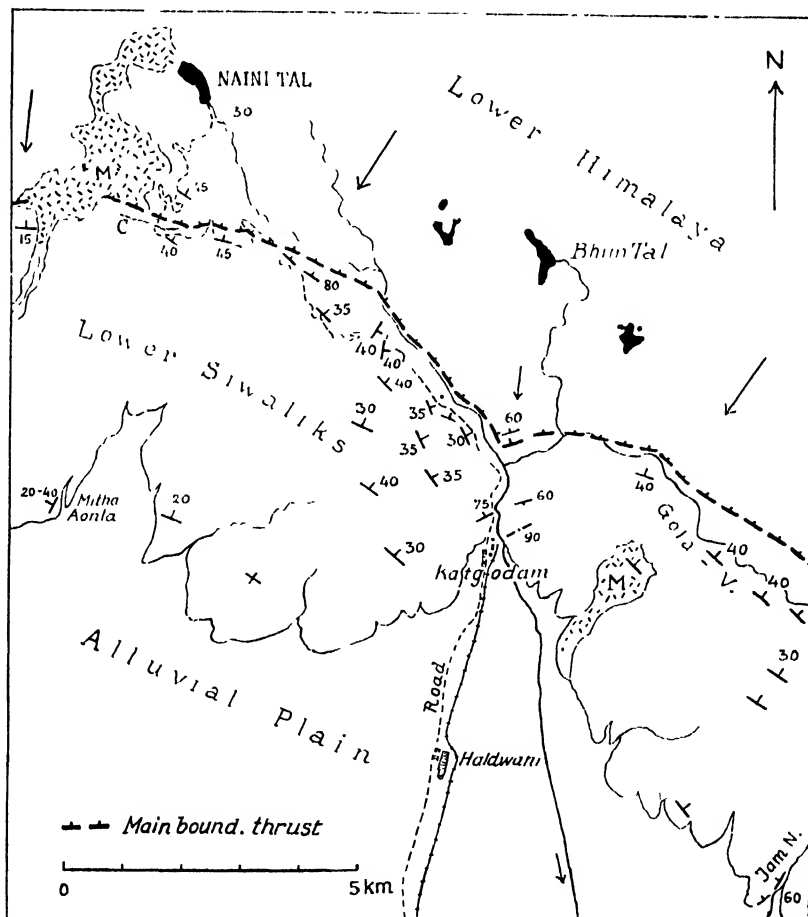 NAINI TAL
N
30
Lower Himalaya
M
45
15
C
40
45
Bhim Tal
80
35
Lower Siwaliks
40
40
40
35
60
30
30
35
40
35
40
20-40
Mitha
Aonla
20
75
60
Gola V.
90
40
30
Katgodam
M
40
Alluvial Plain
30
Road
Haldwani
Main bound. thrust
Jam N.
0
5 km
60